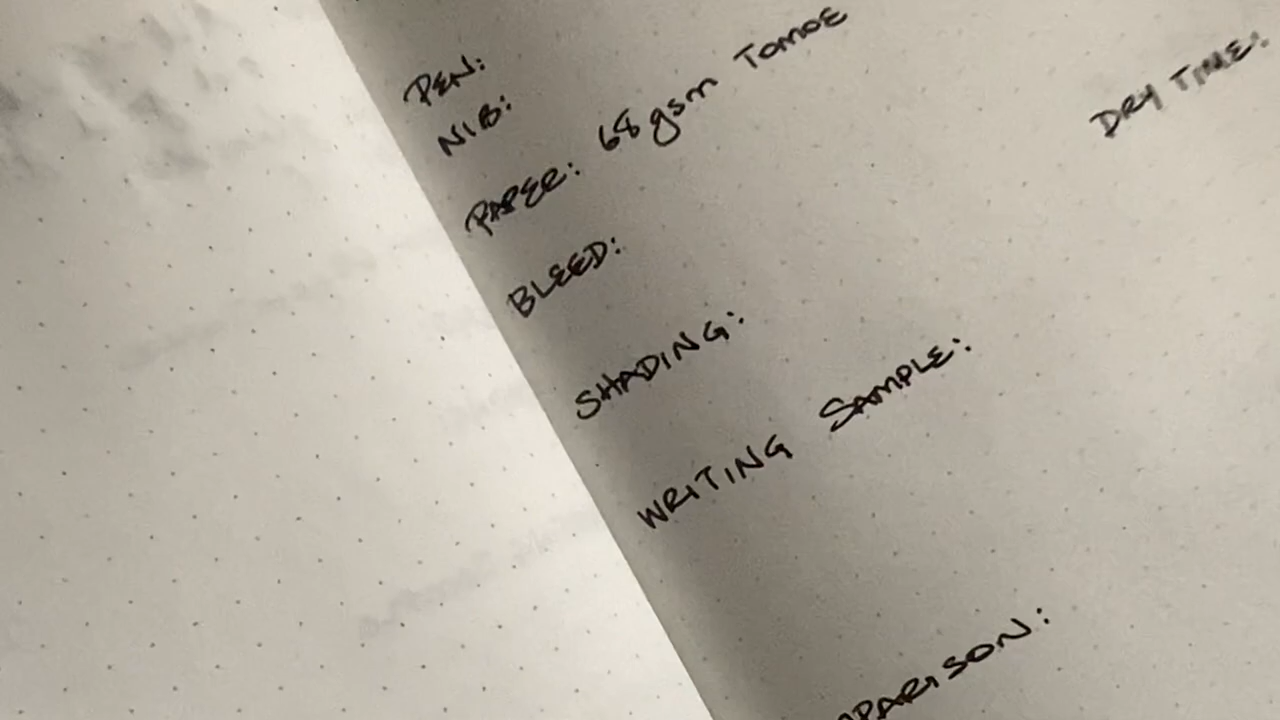 PEN:
NIB:
PAPER: 68gsm TOMOE
DRY TIME:
BLEED:
SHADING:
WRITING SAMPLE: